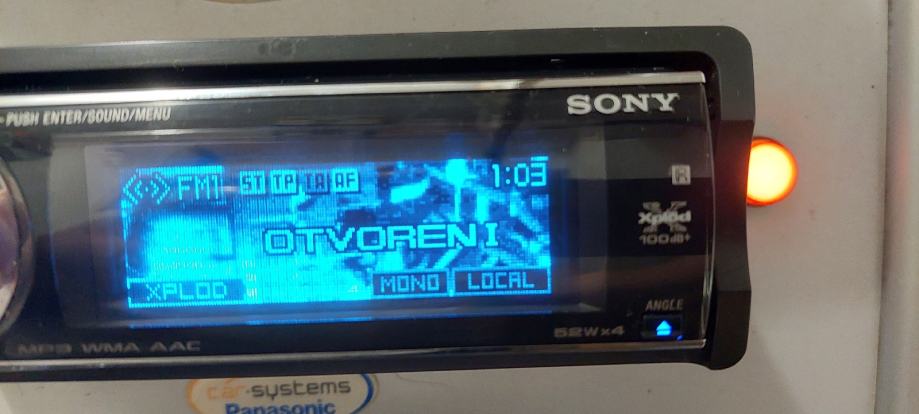 PUSH ENTER/SOUND/MENU
SONY
FM1 ST TP TA AF 1:03
R
Xplod
100dB+
OTVORENI
XPLOD MONO LOCAL
ANGLE
52W×4
MP3 WMA AAC
car·systems
Panasonic